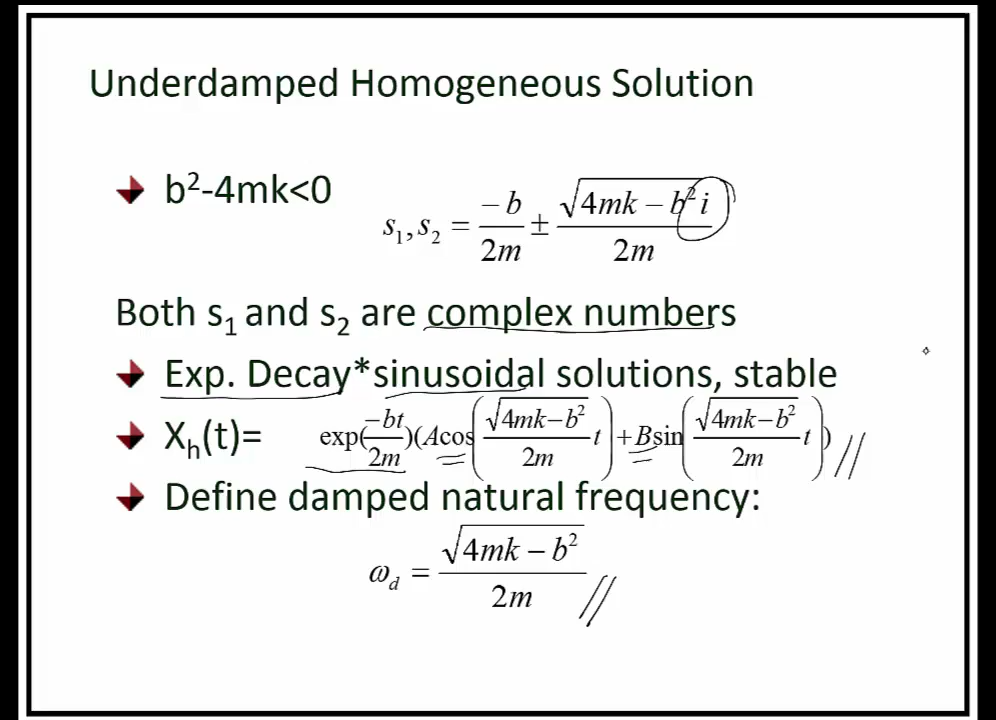 Underdamped Homogeneous Solution
b²-4mk<0
s₁, s₂ = -b/2m ± √(4mk - b² i)/2m
Both s₁ and s₂ are complex numbers
Exp. Decay*sinusoidal solutions, stable
Xₕ(t)= exp(-bt/2m)(Acos(√(4mk-b²)/2m t)+Bsin(√(4mk-b²)/2m t))
Define damped natural frequency:
ω_d = √(4mk - b²)/2m